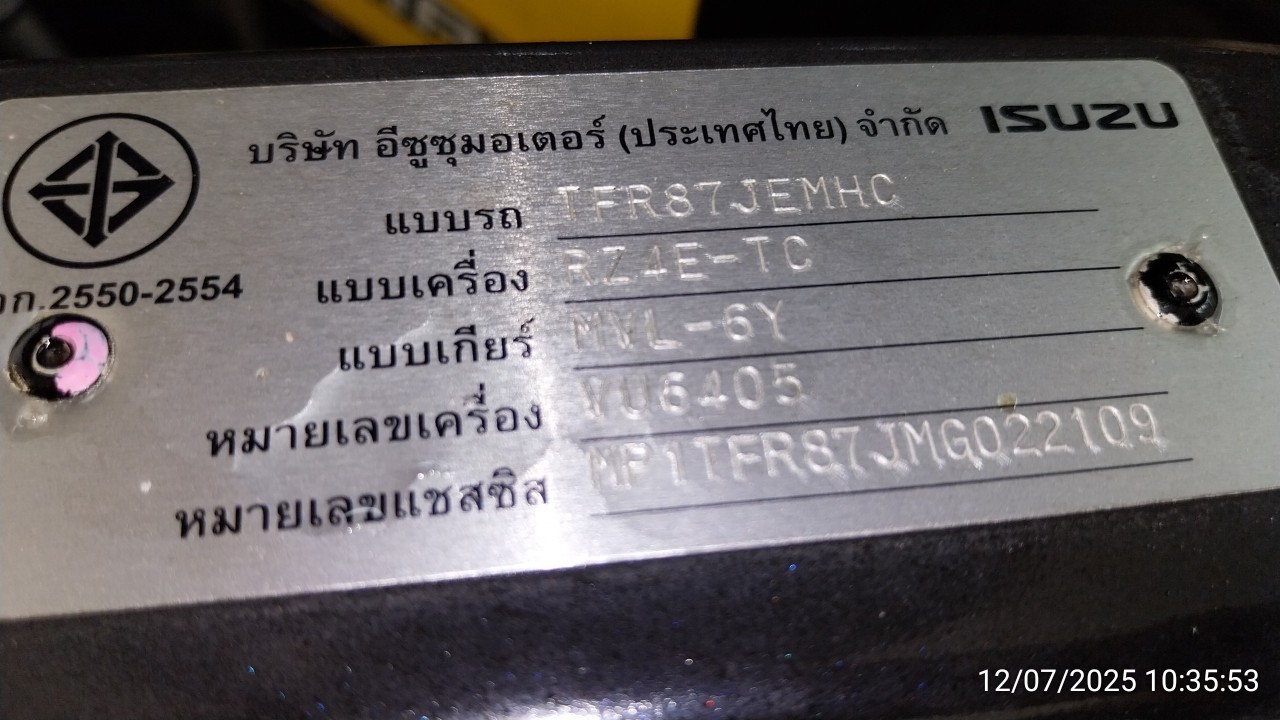 บริษัท อีซูซุมอเตอร์ (ประเทศไทย) จำกัด ISUZU
แบบรถ TFR87JEMHC
แบบเครื่อง RZ4E-TC
แบบเกียร์ MVL-6Y
หมายเลขเครื่อง VU6405
หมายเลขแชสซิส MP1TFR87JMG022109
มอก.2550-2554
12/07/2025 10:35:53